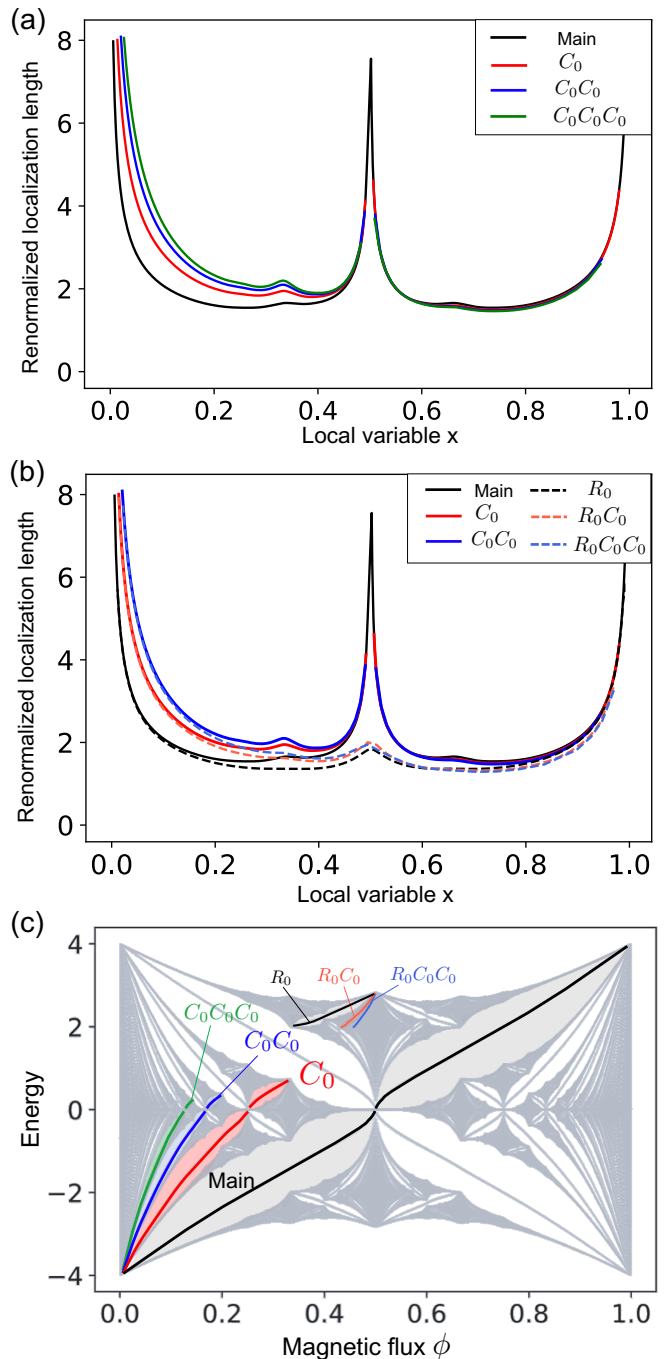 (a)
Renormalized localization length
8
6
4
2
0
Main
C₀
C₀C₀
C₀C₀C₀
0.0 0.2 0.4 0.6 0.8 1.0
Local variable x
(b)
Renormalized localization length
8
6
4
2
0
Main R₀
C₀ R₀C₀
C₀C₀ R₀C₀C₀
0.0 0.2 0.4 0.6 0.8 1.0
Local variable x
(c)
Energy
4
2
0
−2
−4
R₀ R₀C₀ R₀C₀C₀
C₀C₀C₀
C₀C₀
C₀
Main
0.0 0.2 0.4 0.6 0.8 1.0
Magnetic flux ϕ